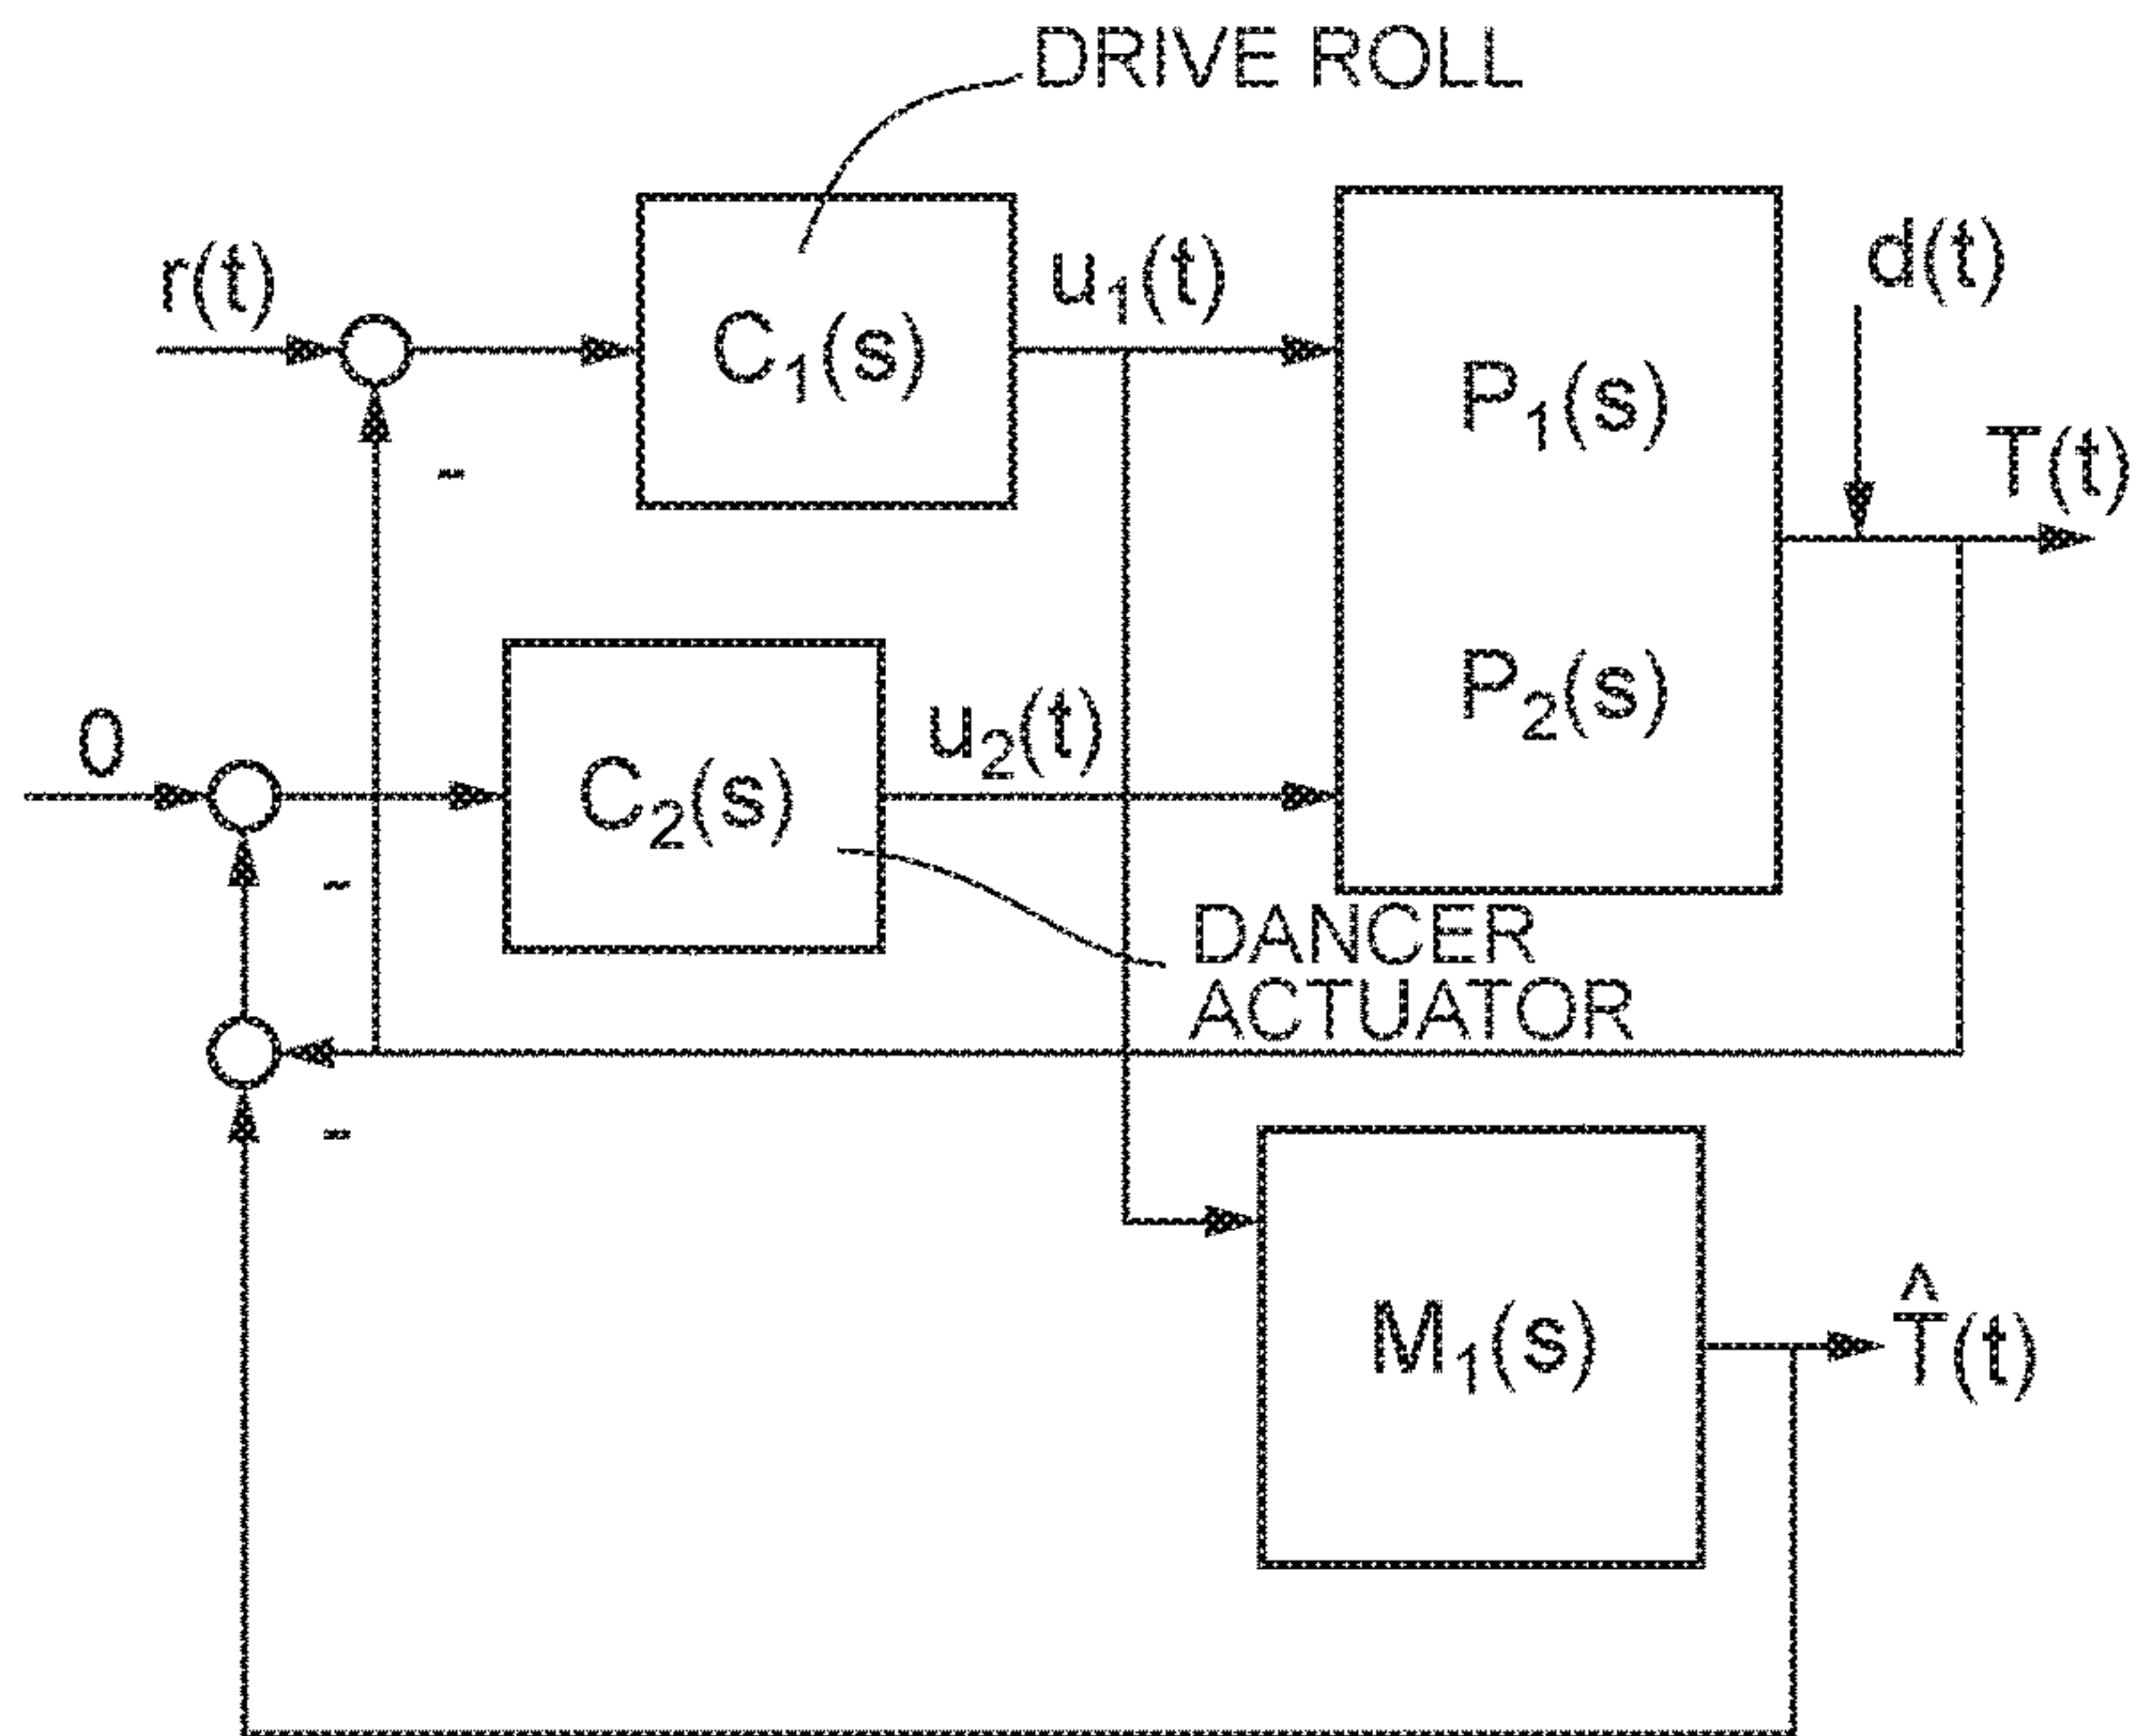 DRIVE ROLL
r(t)
C₁(s)
u₁(t)
P₁(s)
d(t)
T(t)
-
0
C₂(s)
u₂(t)
P₂(s)
-
DANCER
ACTUATOR
-
M₁(s)
T̂(t)